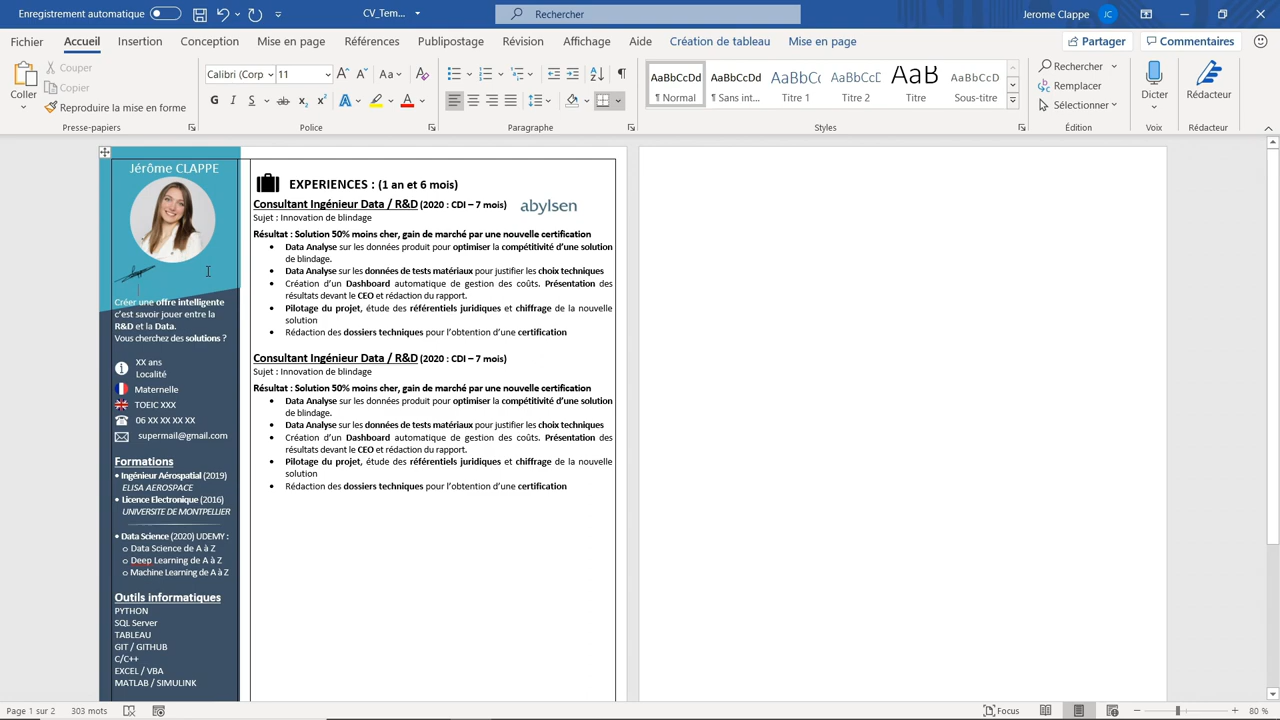 Enregistrement automatique
CV_Tem...
Rechercher
Jerome Clappe
JC
Fichier
Accueil
Insertion
Conception
Mise en page
Références
Publipostage
Révision
Affichage
Aide
Création de tableau
Mise en page
Partager
Commentaires
Coller
Couper
Copier
Reproduire la mise en forme
Presse-papiers
Calibri (Corp
11
Aa
G I S ab x₂ x²
A
Police
Paragraphe
AaBbCcDd
¶ Normal
AaBbCcDd
¶ Sans int...
AaBbC(
Titre 1
AaBbCcE
Titre 2
AaB
Titre
AaBbCcD
Sous-titre
Styles
Rechercher
Remplacer
Sélectionner
Édition
Dicter
Voix
Rédacteur
Rédacteur
Jérôme CLAPPE
Créer une offre intelligente
c'est savoir jouer entre la
R&D et la Data.
Vous cherchez des solutions ?
XX ans
Localité
Maternelle
TOEIC XXX
06 XX XX XX XX
supermail@gmail.com
Formations
• Ingénieur Aérospatial (2019)
ELISA AEROSPACE
• Licence Electronique (2016)
UNIVERSITE DE MONTPELLIER
• Data Science (2020) UDEMY :
o Data Science de A à Z
o Deep Learning de A à Z
o Machine Learning de A à Z
Outils informatiques
PYTHON
SQL Server
TABLEAU
GIT / GITHUB
C/C++
EXCEL / VBA
MATLAB / SIMULINK
EXPERIENCES : (1 an et 6 mois)
Consultant Ingénieur Data / R&D (2020 : CDI – 7 mois)
abylsen
Sujet : Innovation de blindage
Résultat : Solution 50% moins cher, gain de marché par une nouvelle certification
• Data Analyse sur les données produit pour optimiser la compétitivité d'une solution
de blindage.
• Data Analyse sur les données de tests matériaux pour justifier les choix techniques
• Création d'un Dashboard automatique de gestion des coûts. Présentation des
résultats devant le CEO et rédaction du rapport.
• Pilotage du projet, étude des référentiels juridiques et chiffrage de la nouvelle
solution
• Rédaction des dossiers techniques pour l'obtention d'une certification
Consultant Ingénieur Data / R&D (2020 : CDI – 7 mois)
Sujet : Innovation de blindage
Résultat : Solution 50% moins cher, gain de marché par une nouvelle certification
• Data Analyse sur les données produit pour optimiser la compétitivité d'une solution
de blindage.
• Data Analyse sur les données de tests matériaux pour justifier les choix techniques
• Création d'un Dashboard automatique de gestion des coûts. Présentation des
résultats devant le CEO et rédaction du rapport.
• Pilotage du projet, étude des référentiels juridiques et chiffrage de la nouvelle
solution
• Rédaction des dossiers techniques pour l'obtention d'une certification
Page 1 sur 2
303 mots
Focus
80 %